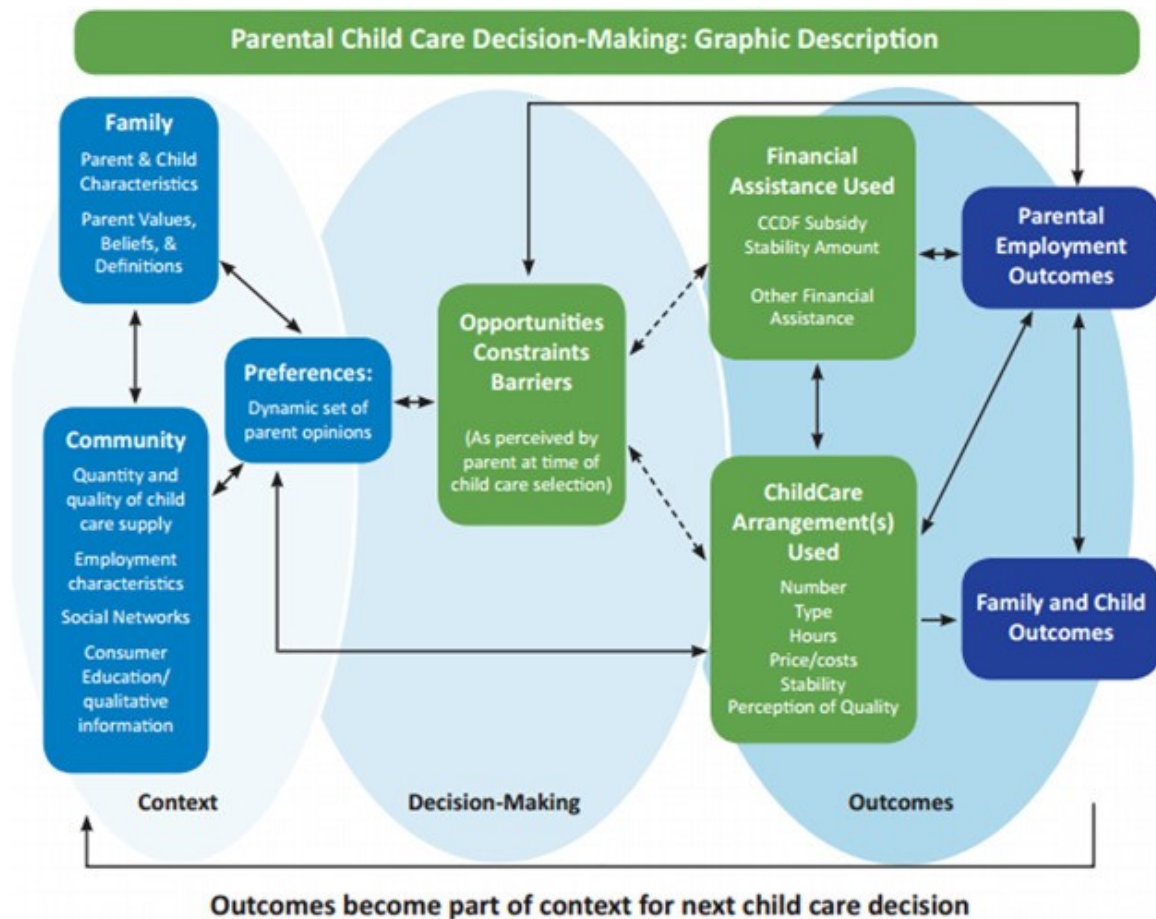 Parental Child Care Decision-Making: Graphic Description
Family
Parent & Child
Characteristics
Parent Values,
Beliefs, &
Definitions
Community
Quantity and
quality of child
care supply
Employment
characteristics
Social Networks
Consumer
Education/
qualitative
information
Preferences:
Dynamic set of
parent opinions
Opportunities
Constraints
Barriers
(As perceived by
parent at time of
child care selection)
Financial
Assistance Used
CCDF Subsidy
Stability Amount
Other Financial
Assistance
ChildCare
Arrangement(s)
Used
Number
Type
Hours
Price/costs
Stability
Perception of Quality
Parental
Employment
Outcomes
Family and Child
Outcomes
Context
Decision-Making
Outcomes
Outcomes become part of context for next child care decision